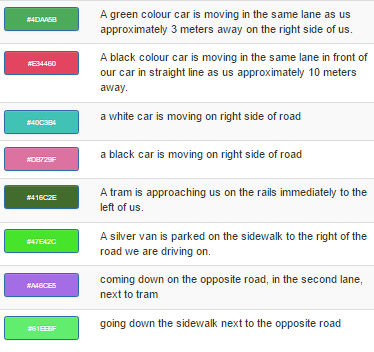 #4DAA5B
A green colour car is moving in the same lane as us
approximately 3 meters away on the right side of us.
#E34460
A black colour car is moving in the same lane in front of
our car in straight line as us approximately 10 meters
away.
#40C3B4
a white car is moving on right side of road
#DB729F
a black car is moving on right side of road
#416C2E
A tram is approaching us on the rails immediately to the
left of us.
#47E42C
A silver van is parked on the sidewalk to the right of the
road we are driving on.
#A46CE5
coming down on the opposite road, in the second lane,
next to tram
going down the sidewalk next to the opposite road